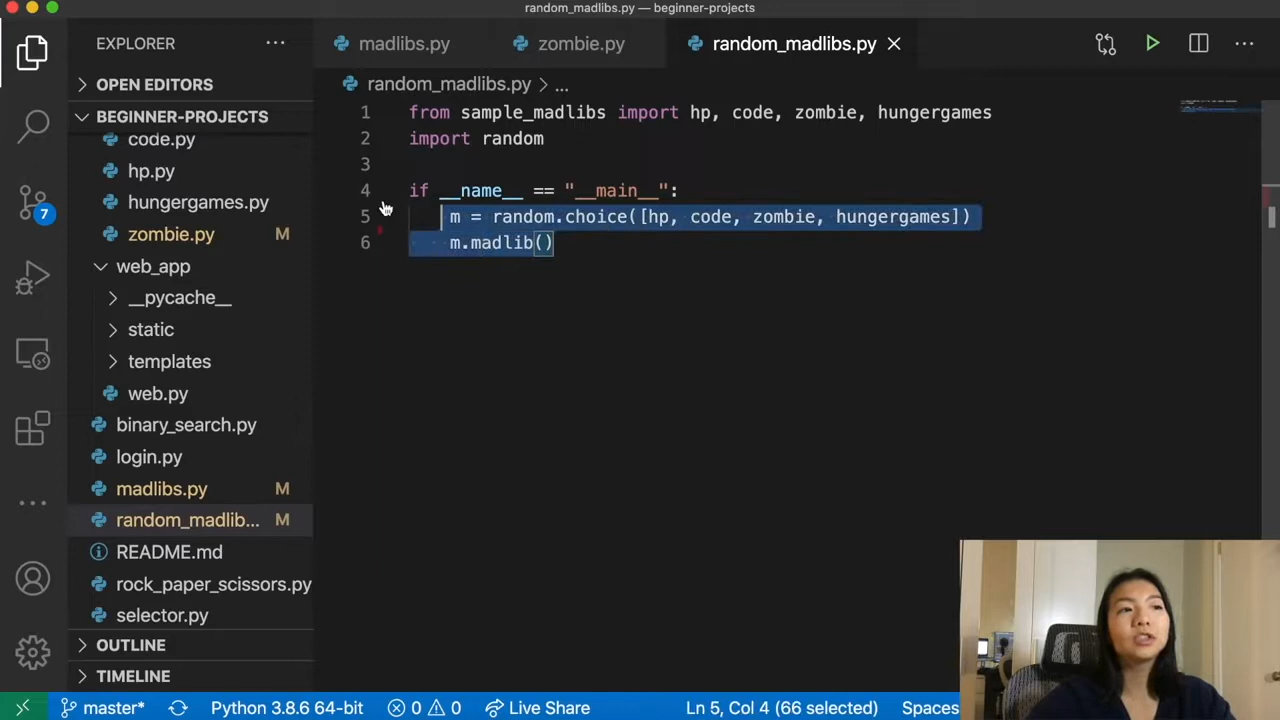 random_madlibs.py — beginner-projects
EXPLORER
madlibs.py
zombie.py
random_madlibs.py
OPEN EDITORS
random_madlibs.py > ...
BEGINNER-PROJECTS
1 from sample_madlibs import hp, code, zombie, hungergames
2 import random
3
4 if __name__ == "__main__":
5 m = random.choice([hp, code, zombie, hungergames])
6 m.madlib()
code.py
hp.py
hungergames.py
zombie.py M
web_app
__pycache__
static
templates
web.py
binary_search.py
login.py
madlibs.py M
random_madlib... M
README.md
rock_paper_scissors.py
selector.py
OUTLINE
TIMELINE
7
master* Python 3.8.6 64-bit 0 0 Live Share Ln 5, Col 4 (66 selected) Spaces